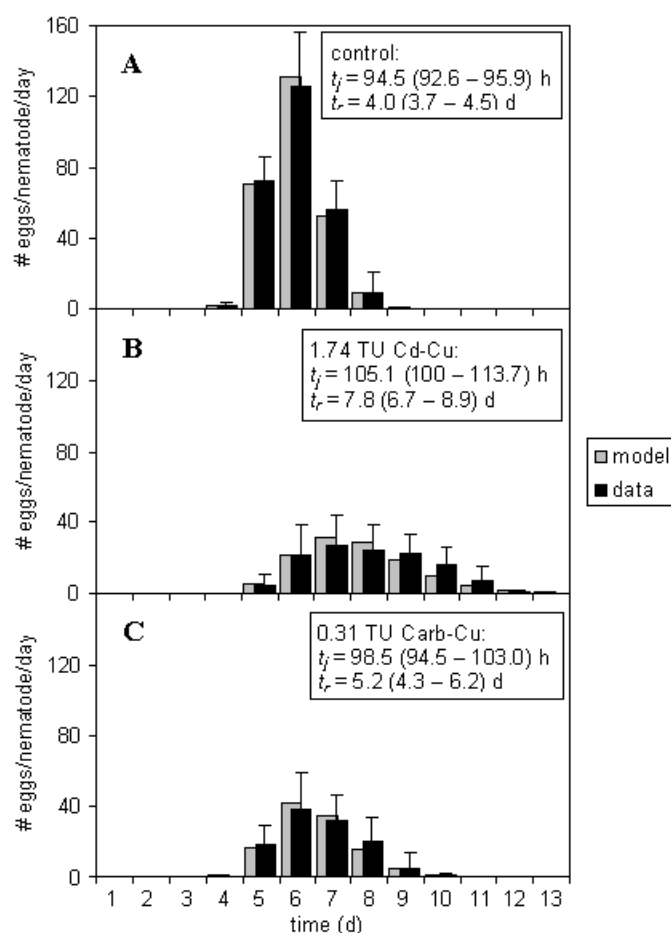 160
120
80
40
0
# eggs/nematode/day
A
control:
tj = 94.5 (92.6 – 95.9) h
tr = 4.0 (3.7 – 4.5) d
120
80
40
0
# eggs/nematode/day
B
1.74 TU Cd-Cu:
tj = 105.1 (100 – 113.7) h
tr = 7.8 (6.7 – 8.9) d
model
data
120
80
40
0
# eggs/nematode/day
C
0.31 TU Carb-Cu:
tj = 98.5 (94.5 – 103.0) h
tr = 5.2 (4.3 – 6.2) d
1 2 3 4 5 6 7 8 9 10 11 12 13
time (d)